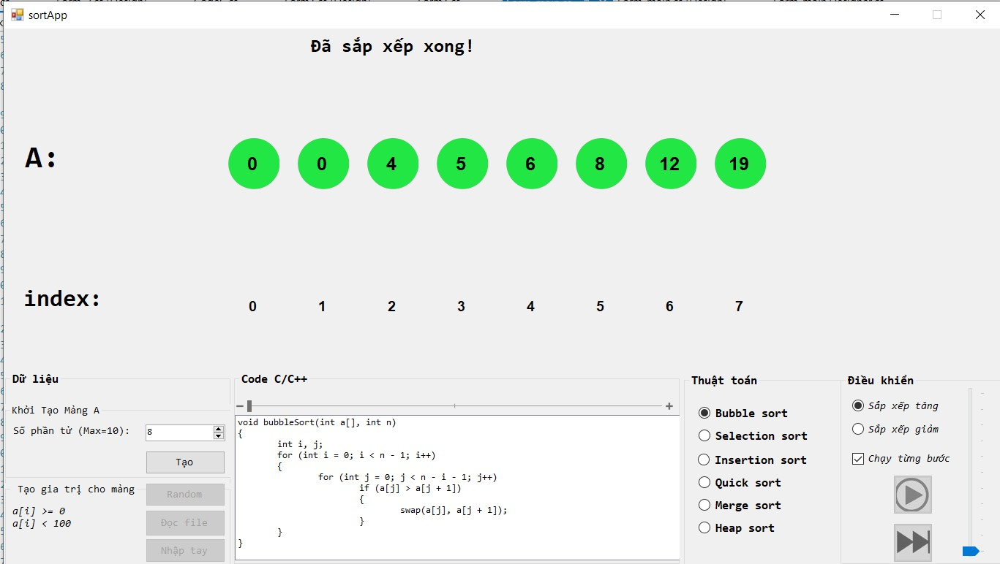 sortApp
Đã sắp xếp xong!
A:
0 0 4 5 6 8 12 19
index:
0 1 2 3 4 5 6 7
Dữ liệu
Khởi Tạo Mảng A
Số phần tử (Max=10):
8
Tạo
Tạo gia trị cho mảng
a[i] >= 0
a[i] < 100
Random
Đọc file
Nhập tay
Code C/C++
void bubbleSort(int a[], int n)
{
int i, j;
for (int i = 0; i < n - 1; i++)
{
for (int j = 0; j < n - i - 1; j++)
if (a[j] > a[j + 1])
{
swap(a[j], a[j + 1]);
}
}
}
Thuật toán
Bubble sort
Selection sort
Insertion sort
Quick sort
Merge sort
Heap sort
Điều khiển
Sắp xếp tăng
Sắp xếp giảm
Chạy từng bước